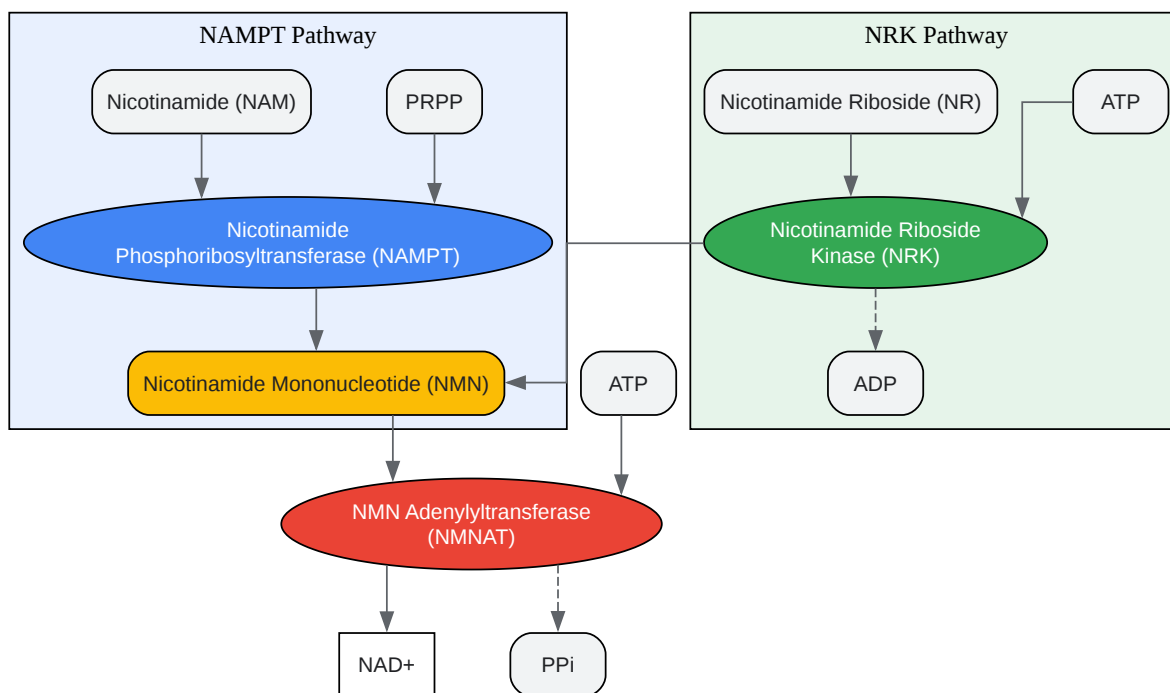 NAMPT Pathway
NRK Pathway
Nicotinamide (NAM)
PRPP
Nicotinamide Riboside (NR)
ATP
Nicotinamide
Phosphoribosyltransferase (NAMPT)
Nicotinamide Riboside
Kinase (NRK)
Nicotinamide Mononucleotide (NMN)
ATP
ADP
NMN Adenylyltransferase
(NMNAT)
NAD+
PPi